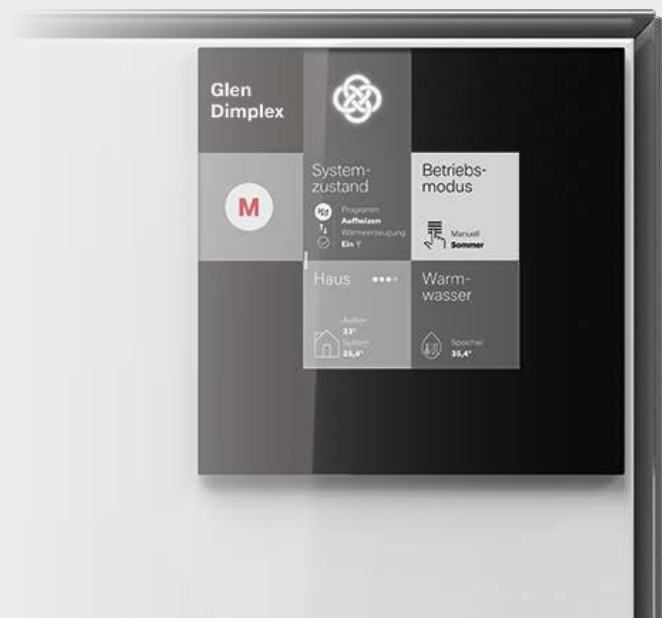 Glen
Dimplex
M
System-
zustand
Programm
Aufheizen
Wärmeerzeugung
Ein
Betriebs-
modus
Manuell
Sommer
Haus
Außen
23°
System
25,4°
Warm-
wasser
Speicher
35,4°